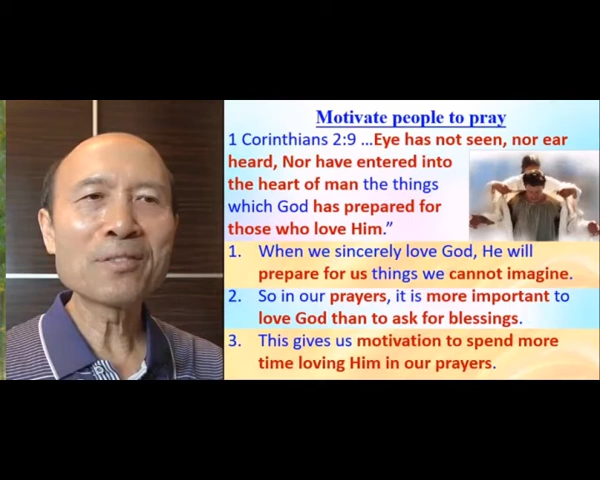 Motivate people to pray
1 Corinthians 2:9 ...Eye has not seen, nor ear
heard, Nor have entered into
the heart of man the things
which God has prepared for
those who love Him.”
1. When we sincerely love God, He will
prepare for us things we cannot imagine.
2. So in our prayers, it is more important to
love God than to ask for blessings.
3. This gives us motivation to spend more
time loving Him in our prayers.